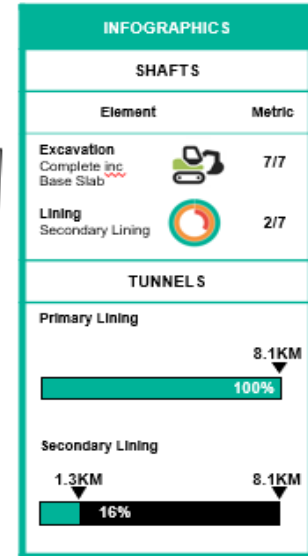 INFOGRAPHICS
SHAFTS
Element Metric
Excavation
Complete inc
Base Slab
7/7
Lining
Secondary Lining
2/7
TUNNELS
Primary Lining
8.1KM
100%
Secondary Lining
1.3KM 8.1KM
16%